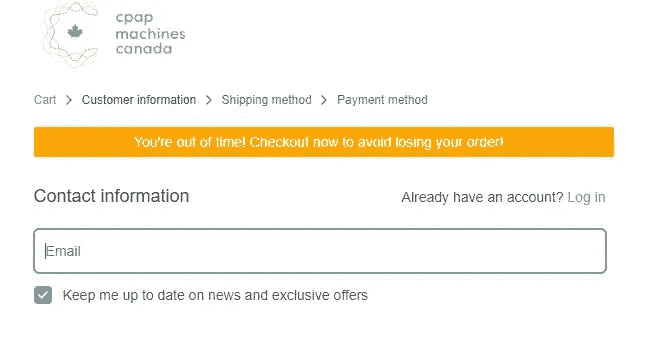 cpap
machines
canada
Cart > Customer information > Shipping method > Payment method
You're out of time! Checkout now to avoid losing your order!
Contact information
Already have an account? Log in
Email
Keep me up to date on news and exclusive offers